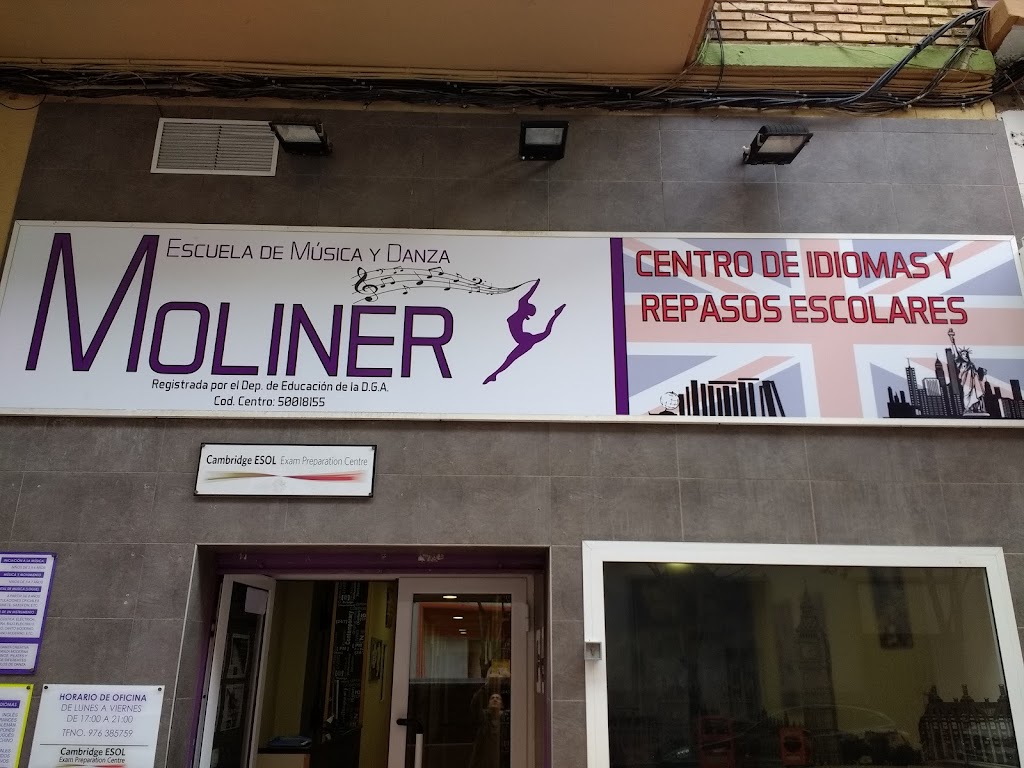 ESCUELA DE MÚSICA Y DANZA
MOLINER
Registrada por el Dep. de Educación de la D.G.A.
Cod. Centro: 50018155
CENTRO DE IDIOMAS Y
REPASOS ESCOLARES
Cambridge ESOL Exam Preparation Centre
HORARIO DE OFICINA
DE LUNES A VIERNES
DE 17:00 A 21:00
TFNO. 976 385759
Cambridge ESOL
Exam Preparation Centre